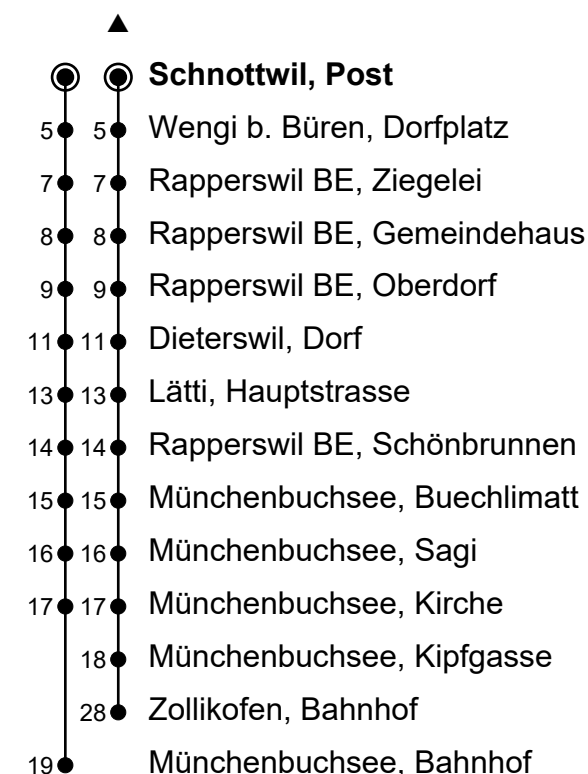 ▲
Schnottwil, Post
5 5 Wengi b. Büren, Dorfplatz
7 7 Rapperswil BE, Ziegelei
8 8 Rapperswil BE, Gemeindehaus
9 9 Rapperswil BE, Oberdorf
11 11 Dieterswil, Dorf
13 13 Lätti, Hauptstrasse
14 14 Rapperswil BE, Schönbrunnen
15 15 Münchenbuchsee, Buechlimatt
16 16 Münchenbuchsee, Sagi
17 17 Münchenbuchsee, Kirche
18 Münchenbuchsee, Kipfgasse
28 Zollikofen, Bahnhof
19 Münchenbuchsee, Bahnhof